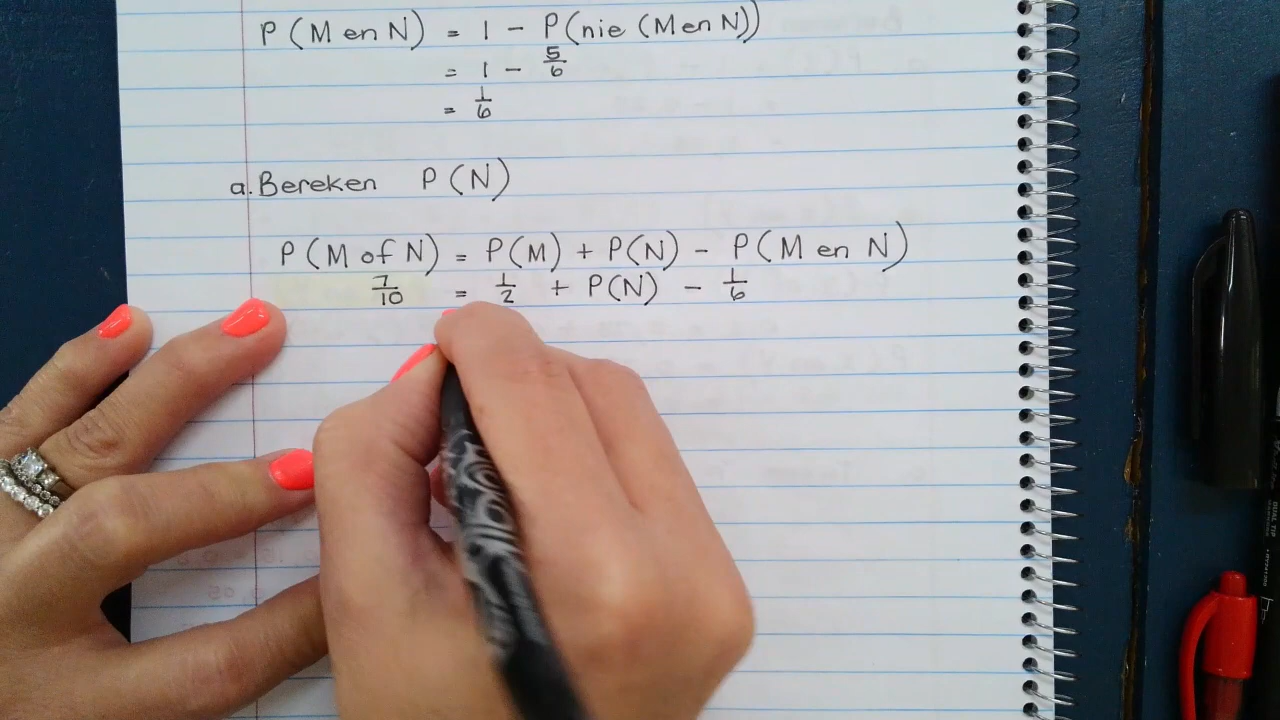 P(M en N) = 1 - P(nie (M en N))
= 1 - 5/6
= 1/6
a. Bereken P(N)
P(M of N) = P(M) + P(N) - P(M en N)
7/10 = 1/2 + P(N) - 1/6